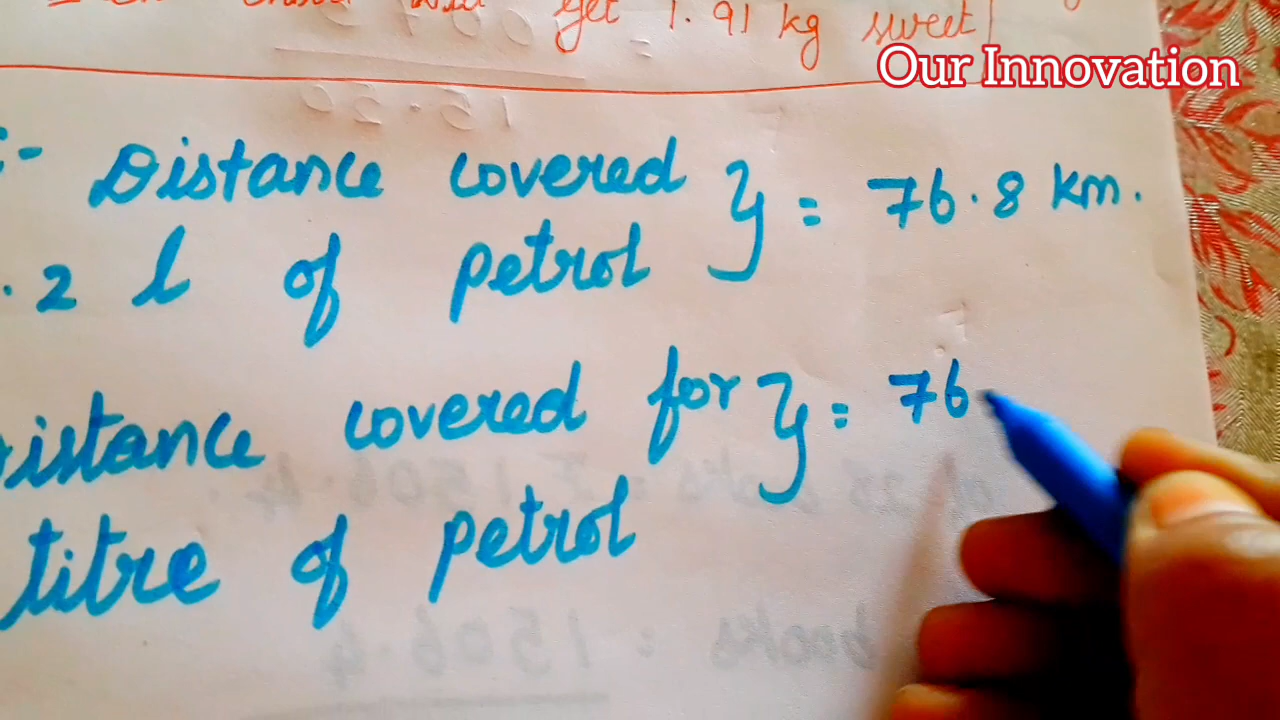 get 1.91 kg sweet
Our Innovation
:- Distance covered } = 76.8 km.
.2 l of petrol
istance covered for } = 76
litre of petrol